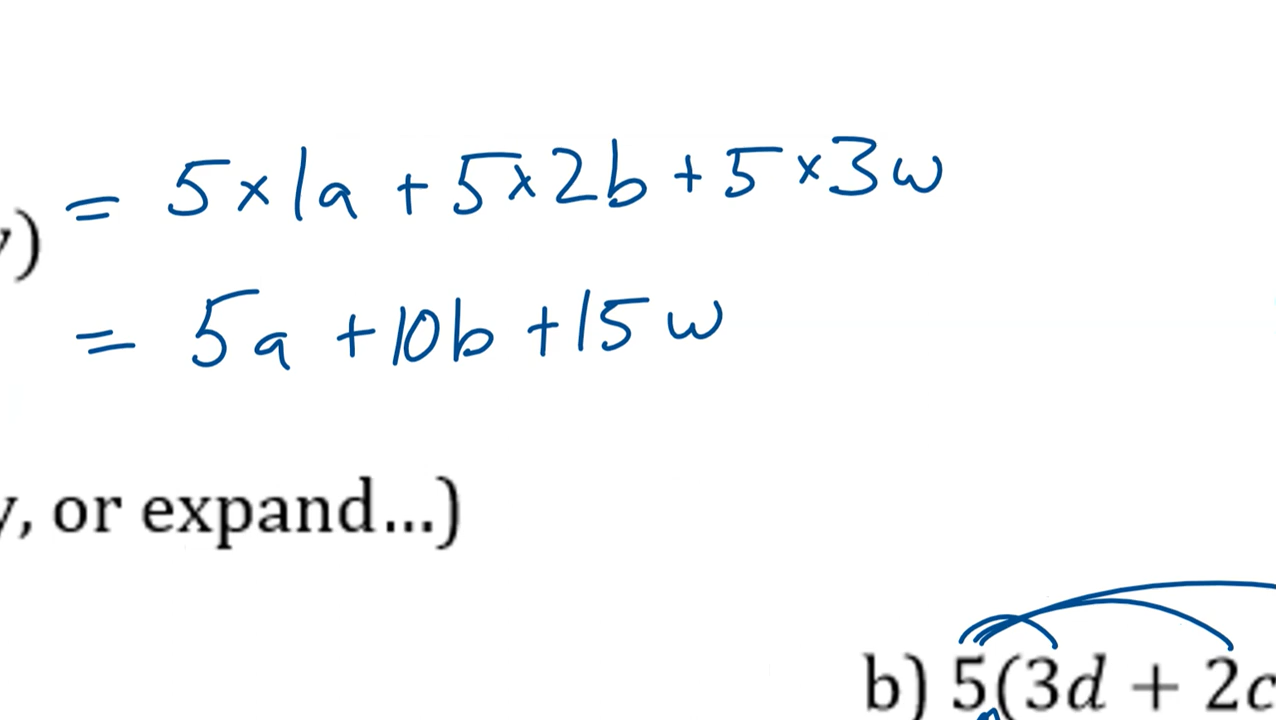 = 5 × 1a + 5 × 2b + 5 × 3w
)
= 5a + 10b + 15w
, or expand...)
b) 5(3d + 2c